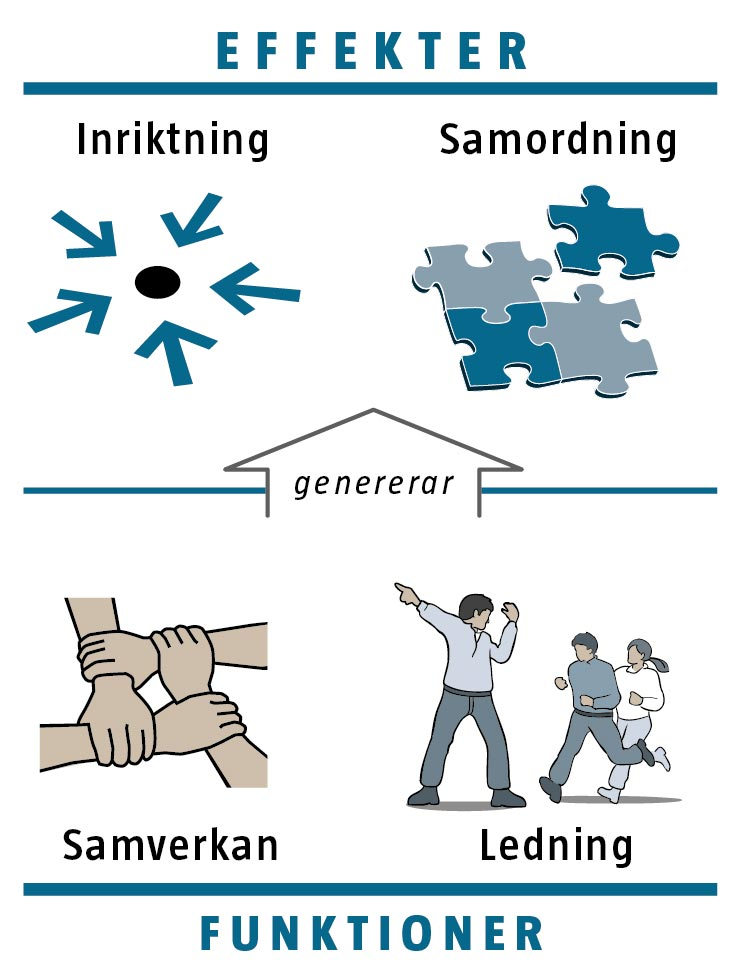 EFFEKTER
Inriktning
Samordning
genererar
Samverkan
Ledning
FUNKTIONER